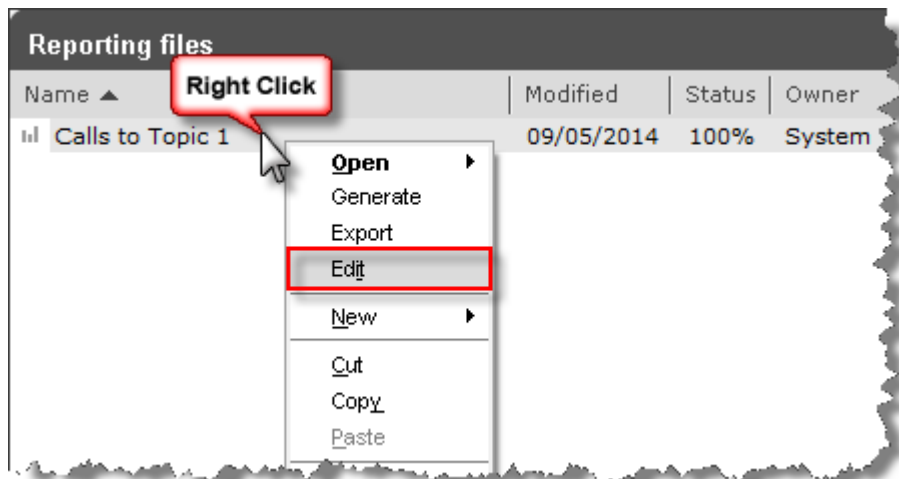 Reporting files
Right Click
Name Modified Status Owner
Calls to Topic 1 09/05/2014 100% System
Open
Generate
Export
Edit
New
Cut
Copy
Paste